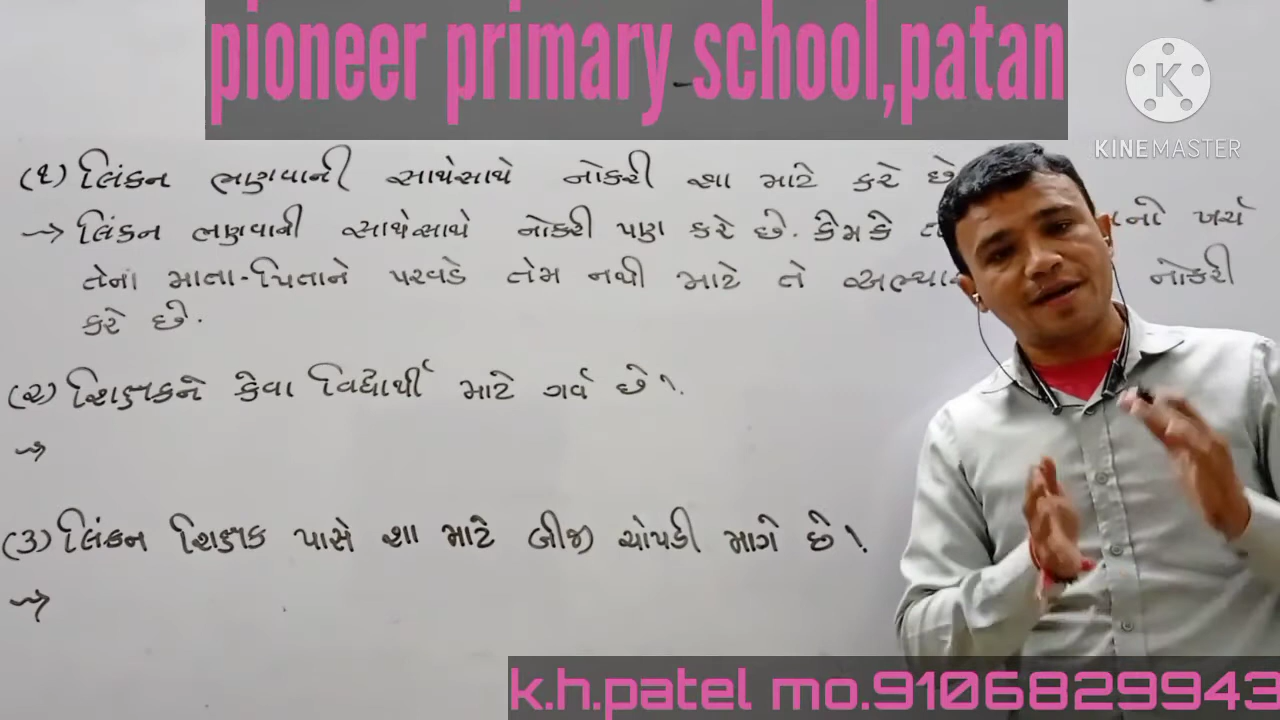 pioneer primary school,patan
K
KINEMASTER
(૧) લિંકન ભણવાની સાથેસાથે નોકરી શા માટે કરે છે
→ લિંકન ભણવાની સાથેસાથે નોકરી પણ કરે છે. કેમકે ખર્ચ
તેના માતા-પિતાને પરવડે તેમ નથી માટે તે નોકરી
કરે છે.
(૨) શિક્ષકને કેવા વિદ્યાર્થી માટે ગર્વ છે?
→
(૩) લિંકન શિક્ષક પાસે શા માટે બીજી ચોપડી માગે છે?
→
k.h.patel mo.9106829943